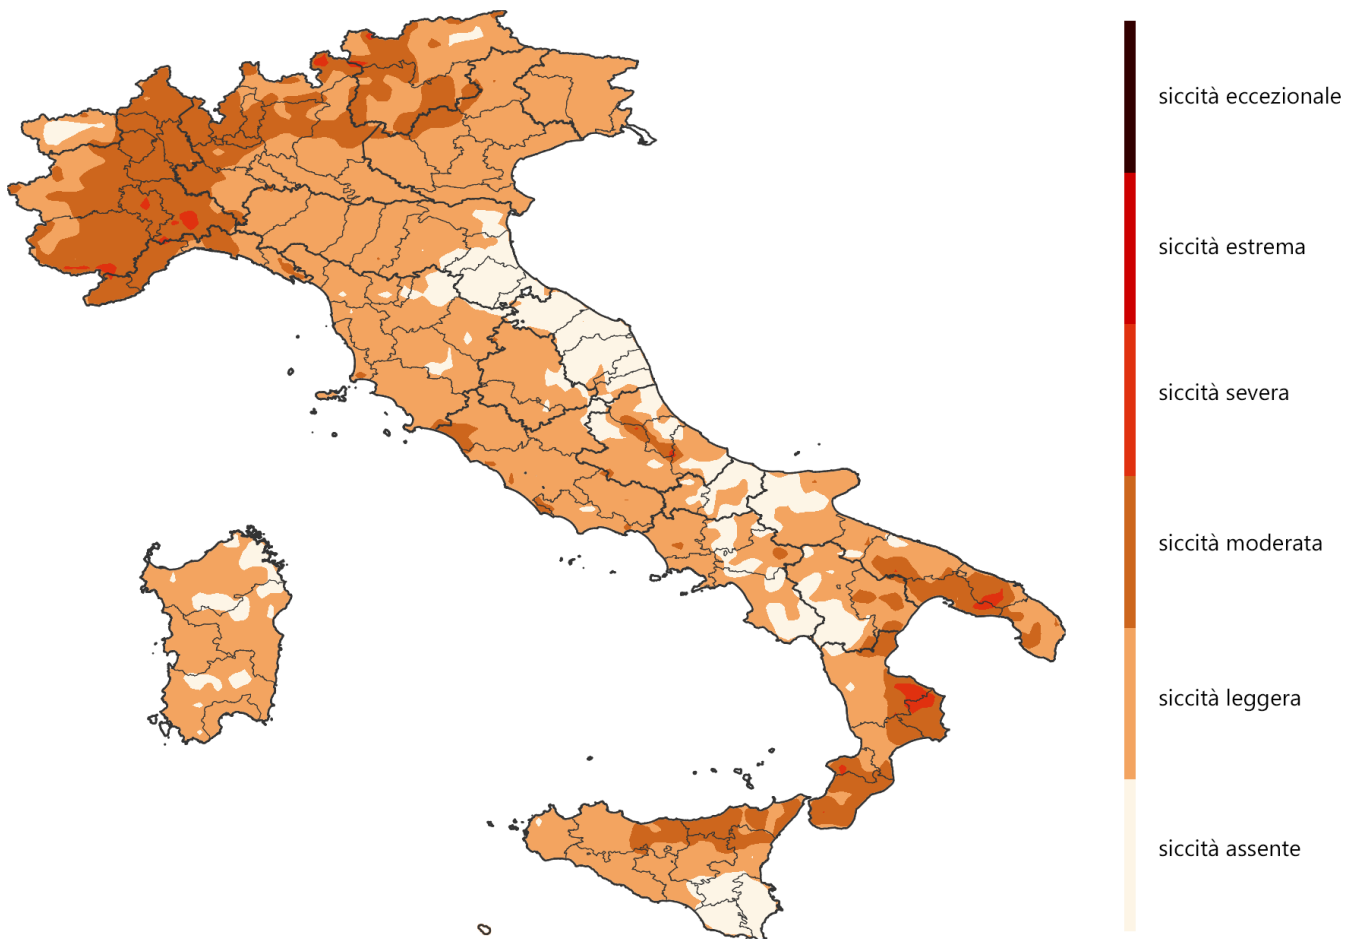 siccità eccezionale
siccità estrema
siccità severa
siccità moderata
siccità leggera
siccità assente